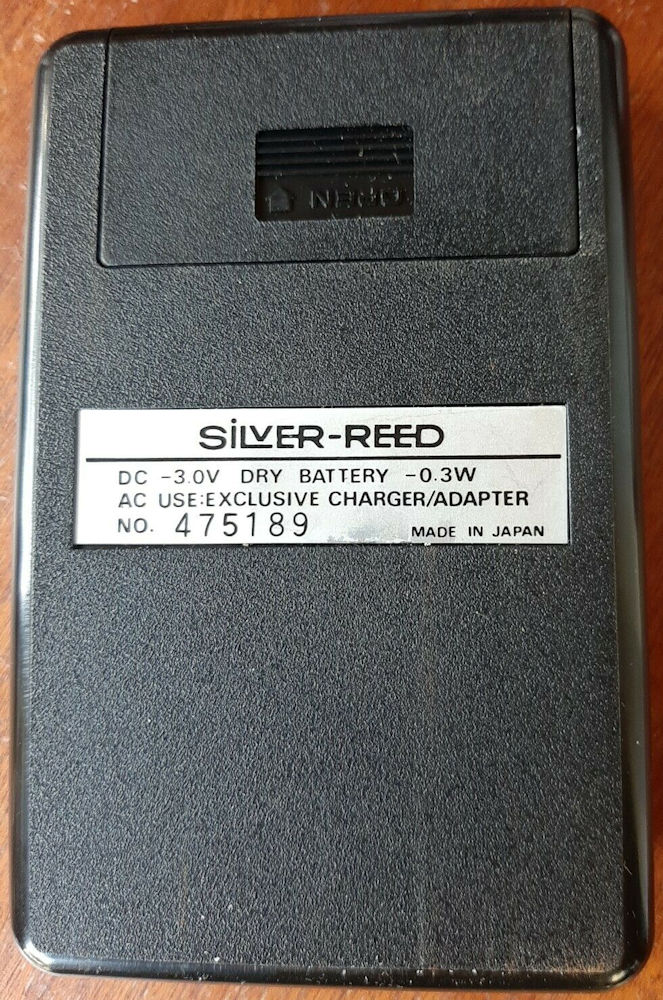 OPEN
SILVER-REED
DC -3.0V DRY BATTERY -0.3W
AC USE:EXCLUSIVE CHARGER/ADAPTER
NO. 475189 MADE IN JAPAN